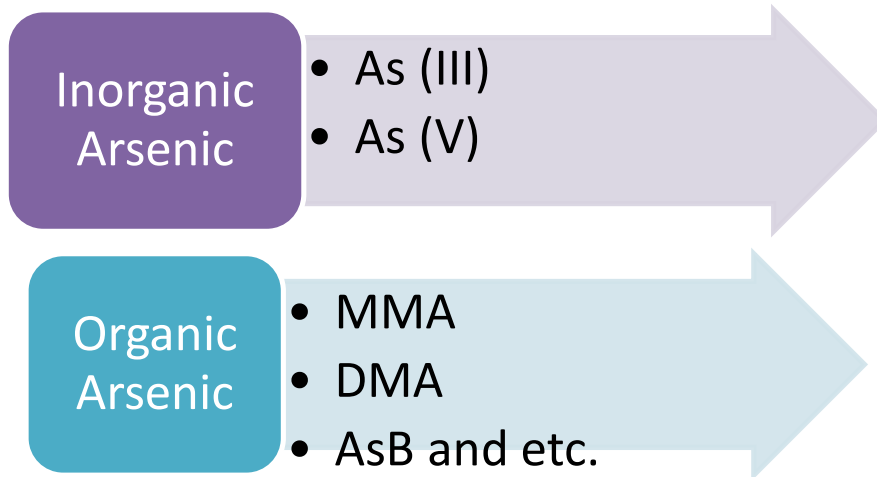 Inorganic
Arsenic
• As (III)
• As (V)
Organic
Arsenic
• MMA
• DMA
• AsB and etc.